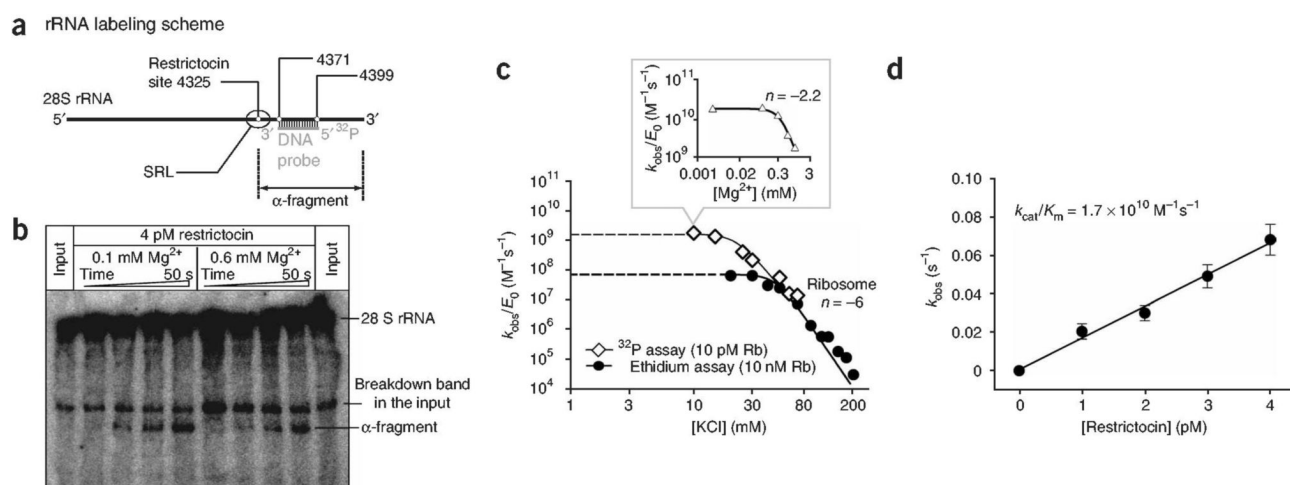 a rRNA labeling scheme
Restrictocin
site 4325
4371
4399
28S rRNA
5′ 3′ 5′ ³²P 3′
DNA
probe
SRL
α-fragment
b
Input 4 pM restrictocin Input
0.1 mM Mg²⁺ 0.6 mM Mg²⁺
Time 50 s Time 50 s
28 S rRNA
Breakdown band
in the input
α-fragment
c
k_obs/E₀ (M⁻¹s⁻¹)
10¹¹
10¹⁰
10⁹
n = −2.2
0.001 0.02 0.3 3
[Mg²⁺] (mM)
k_obs/E₀ (M⁻¹s⁻¹)
10¹¹
10¹⁰
10⁹
10⁸
10⁷
10⁶
10⁵
10⁴
Ribosome
n = −6
³²P assay (10 pM Rb)
Ethidium assay (10 nM Rb)
1 3 10 30 80 200
[KCl] (mM)
d
k_cat/K_m = 1.7 × 10¹⁰ M⁻¹s⁻¹
k_obs (s⁻¹)
0.10
0.08
0.06
0.04
0.02
0
0 1 2 3 4
[Restrictocin] (pM)